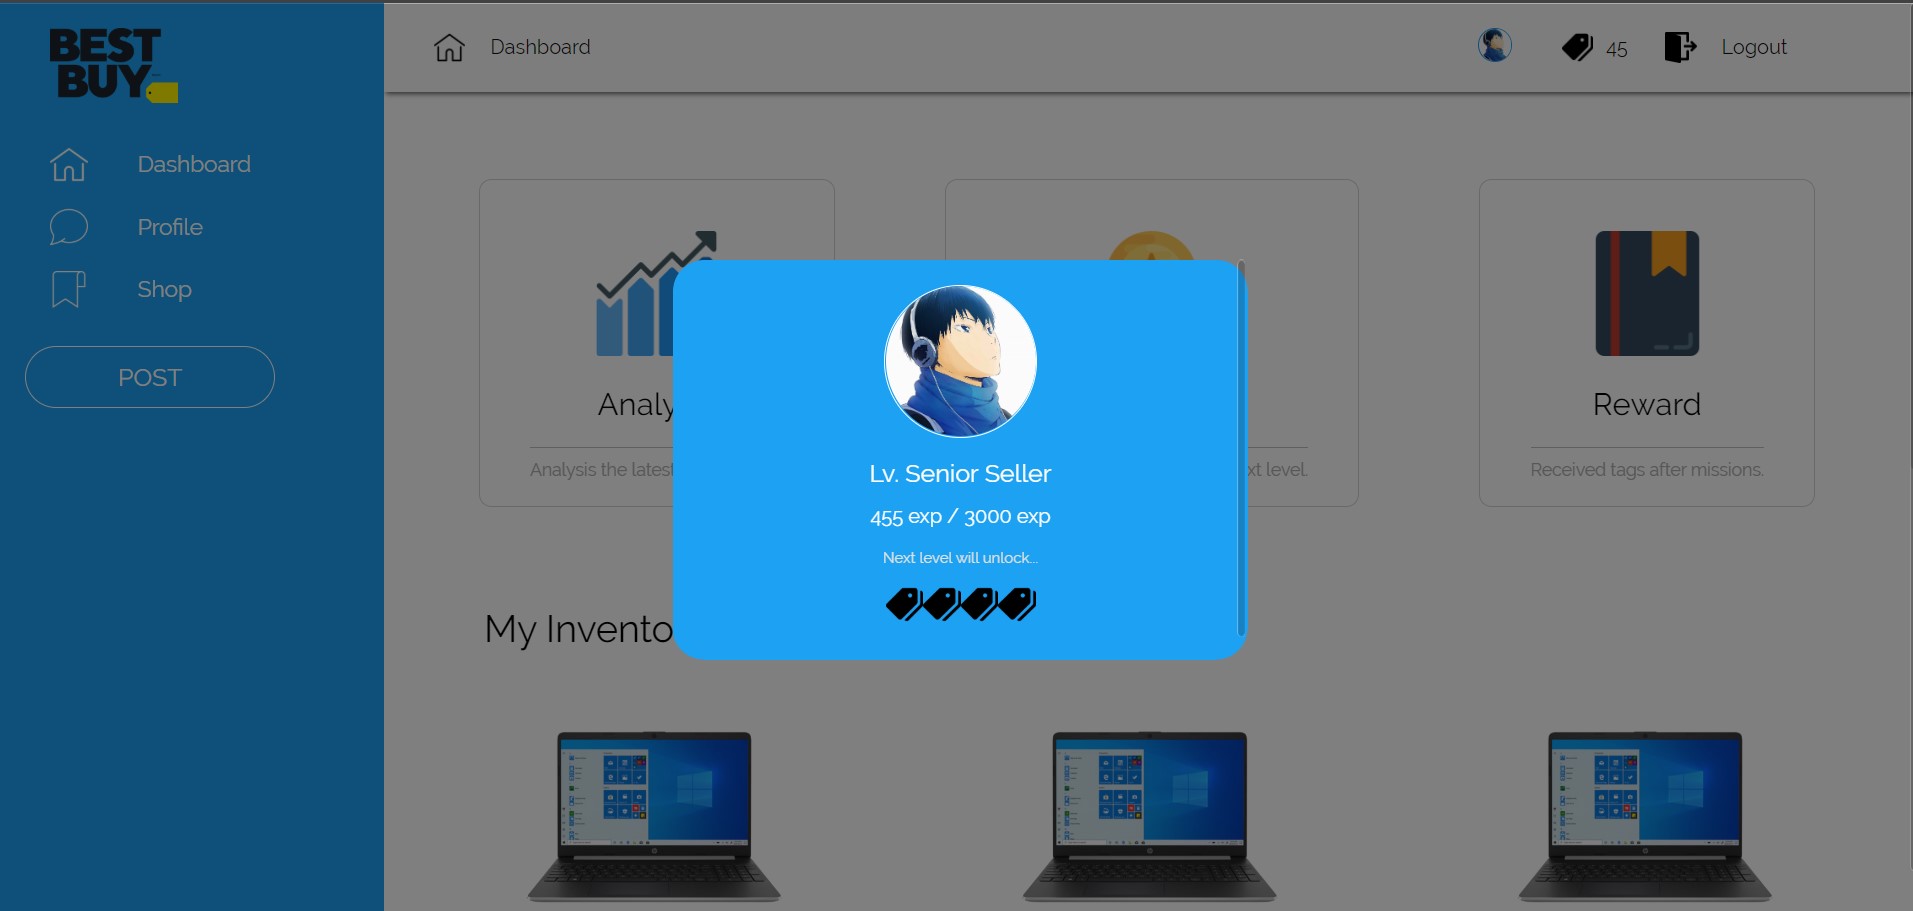 BEST
BUY
Dashboard
Profile
Shop
POST
Dashboard
45
Logout
Analy
Analysis the latest
xt level.
Reward
Received tags after missions.
Lv. Senior Seller
455 exp / 3000 exp
Next level will unlock...
My Invento